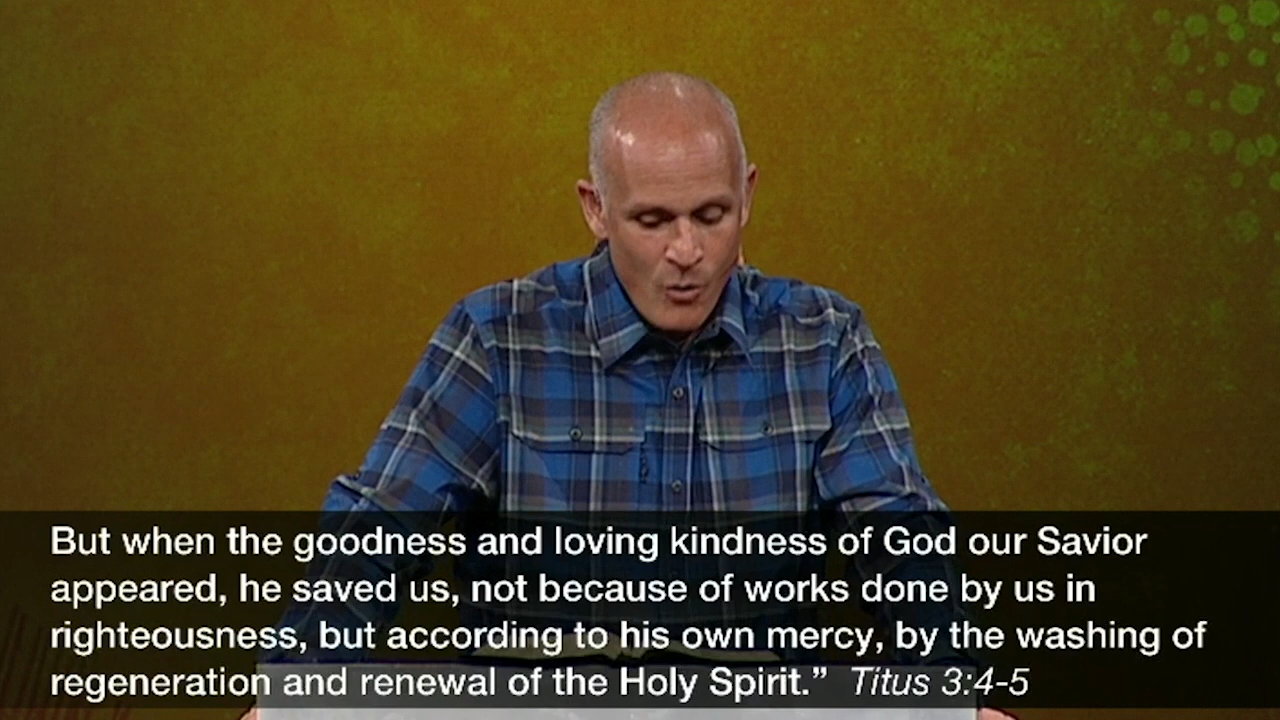 But when the goodness and loving kindness of God our Savior
appeared, he saved us, not because of works done by us in
righteousness, but according to his own mercy, by the washing of
regeneration and renewal of the Holy Spirit.” Titus 3:4-5